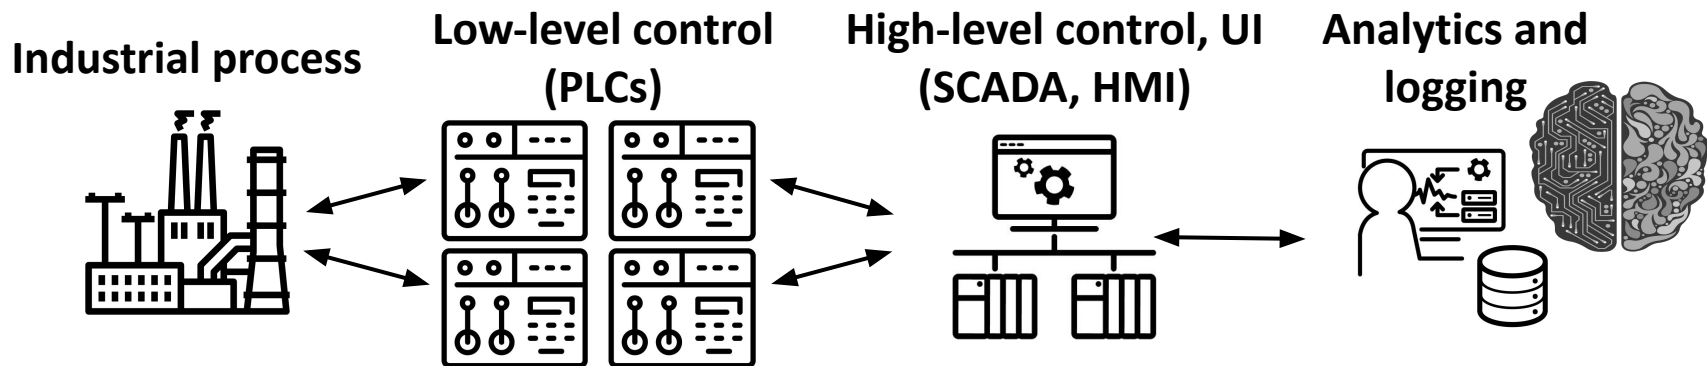 Industrial process
Low-level control
(PLCs)
High-level control, UI
(SCADA, HMI)
Analytics and
logging